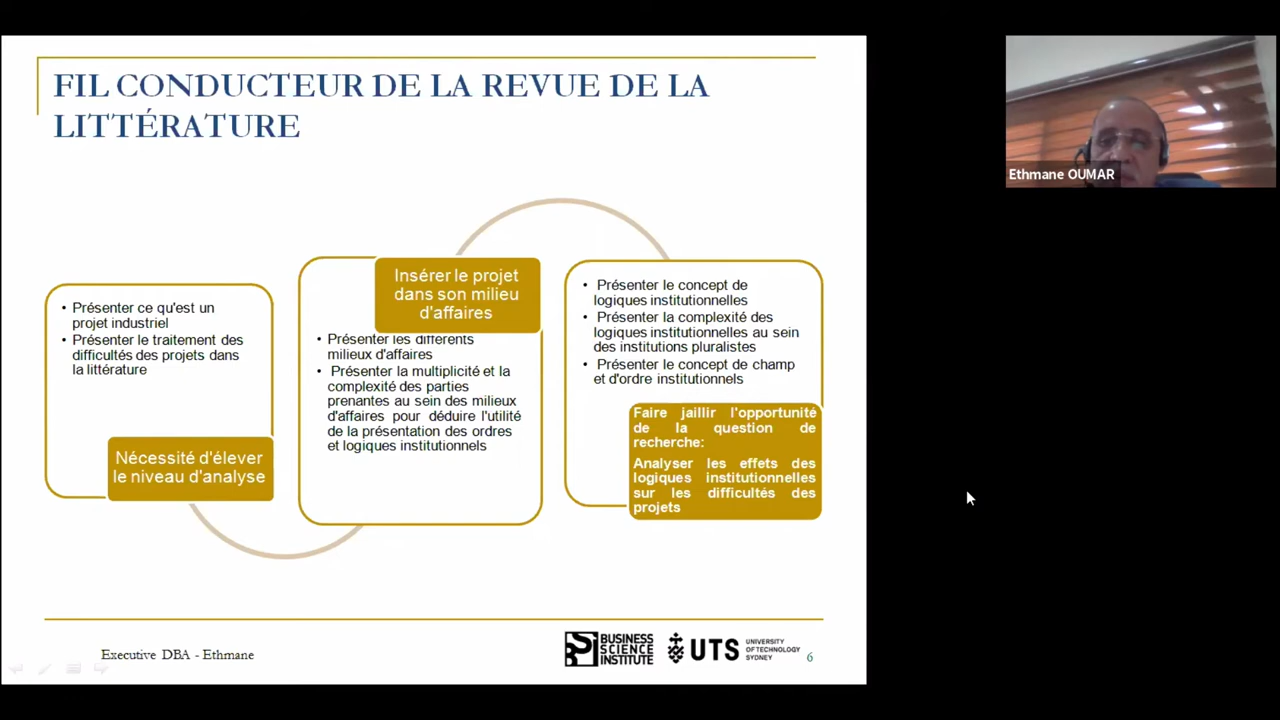 FIL CONDUCTEUR DE LA REVUE DE LA
LITTÉRATURE
• Présenter ce qu'est un
projet industriel
• Présenter le traitement des
difficultés des projets dans
la littérature
Nécessité d'élever
le niveau d'analyse
Insérer le projet
dans son milieu
d'affaires
• Présenter les différents
milieux d'affaires
• Présenter la multiplicité et la
complexité des parties
prenantes au sein des milieux
d'affaires pour déduire l'utilité
de la présentation des ordres
et logiques institutionnels
• Présenter le concept de
logiques institutionnelles
• Présenter la complexité des
logiques institutionnelles au sein
des institutions pluralistes
• Présenter le concept de champ
et d'ordre institutionnels
Faire jaillir l'opportunité
de la question de
recherche:
Analyser les effets des
logiques institutionnelles
sur les difficultés des
projets
Executive DBA - Ethmane
BUSINESS
SCIENCE
INSTITUTE
UTS
UNIVERSITY
OF TECHNOLOGY
SYDNEY
6
Ethmane OUMAR